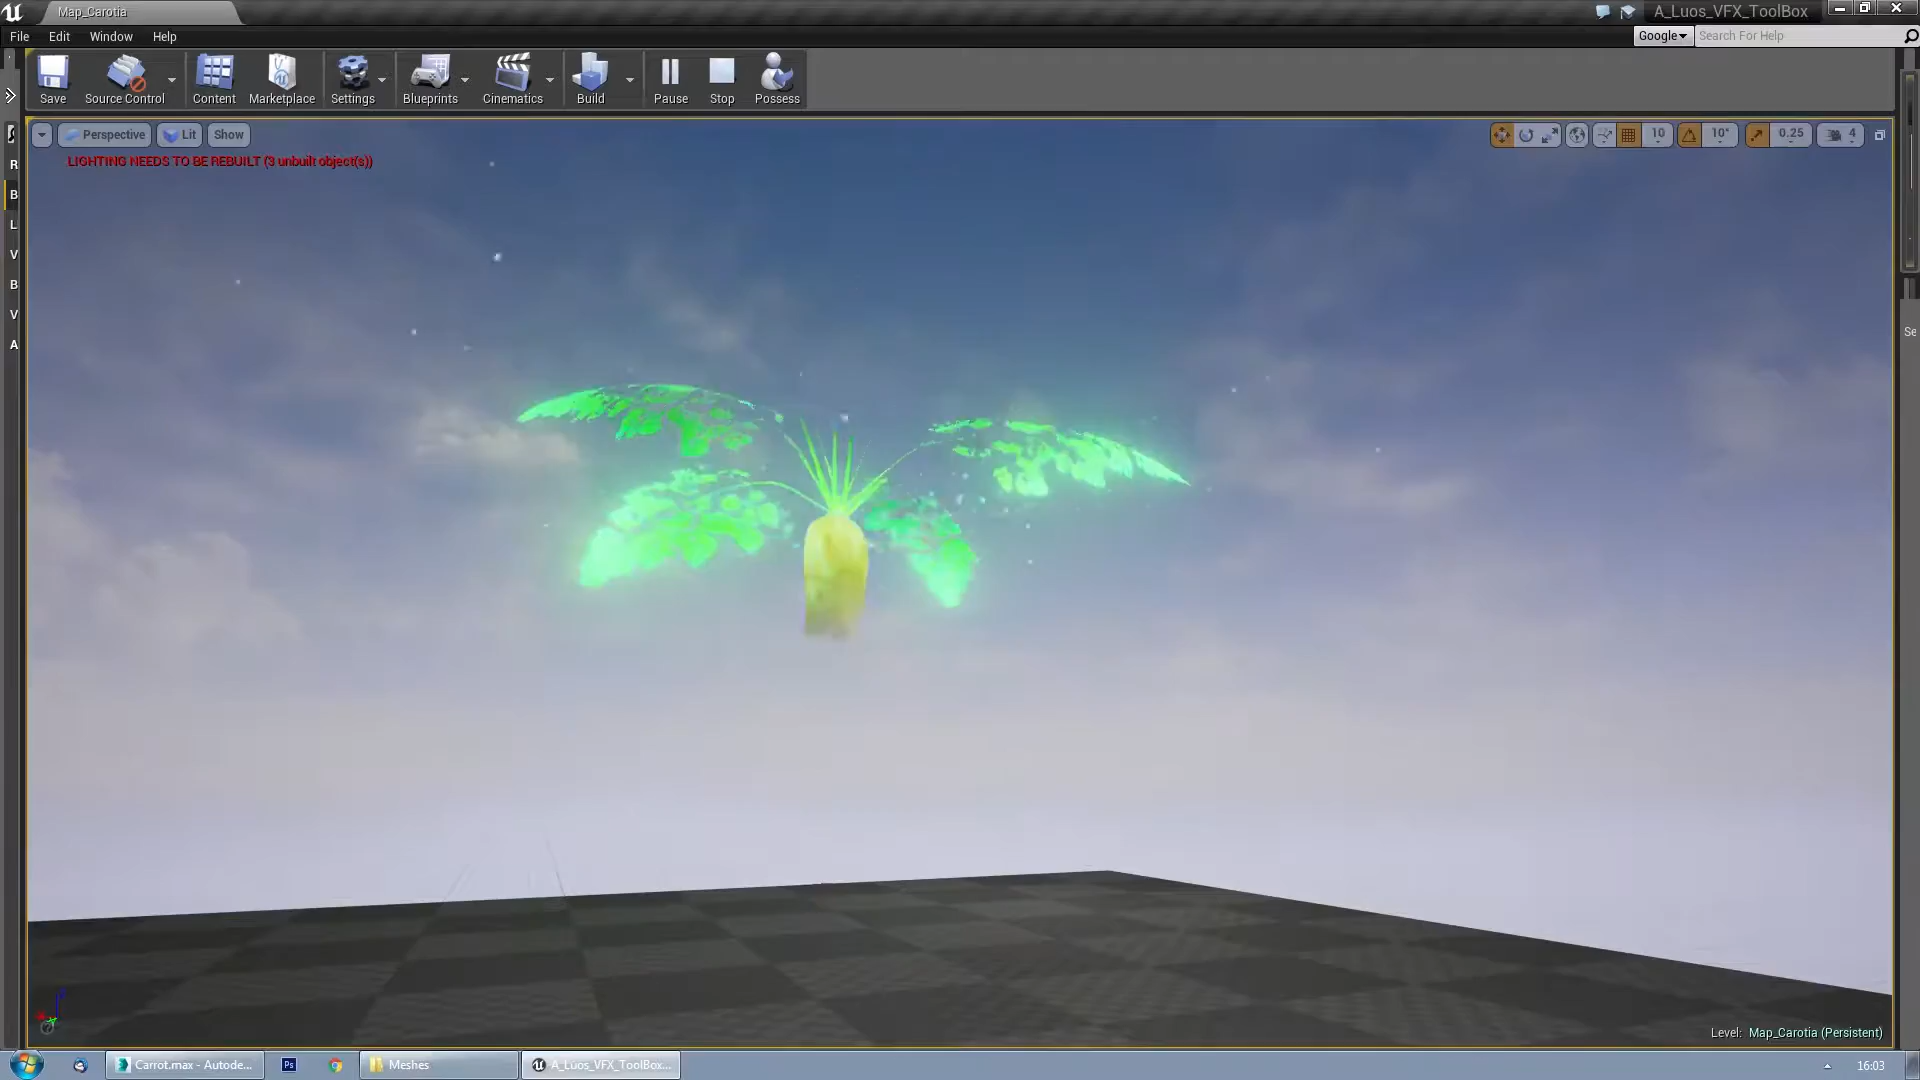 Map_Carotia
A_Luos_VFX_ToolBox
File Edit Window Help
Google
Search For Help
Save
Source Control
Content
Marketplace
Settings
Blueprints
Cinematics
Build
Pause
Stop
Possess
Perspective
Lit
Show
10
10°
0.25
4
LIGHTING NEEDS TO BE REBUILT (3 unbuilt object(s))
R
B
L
V
B
V
A
Se
Level: Map_Carotia (Persistent)
Carrot.max - Autode...
Ps
Meshes
A_Luos_VFX_ToolBox...
16:03